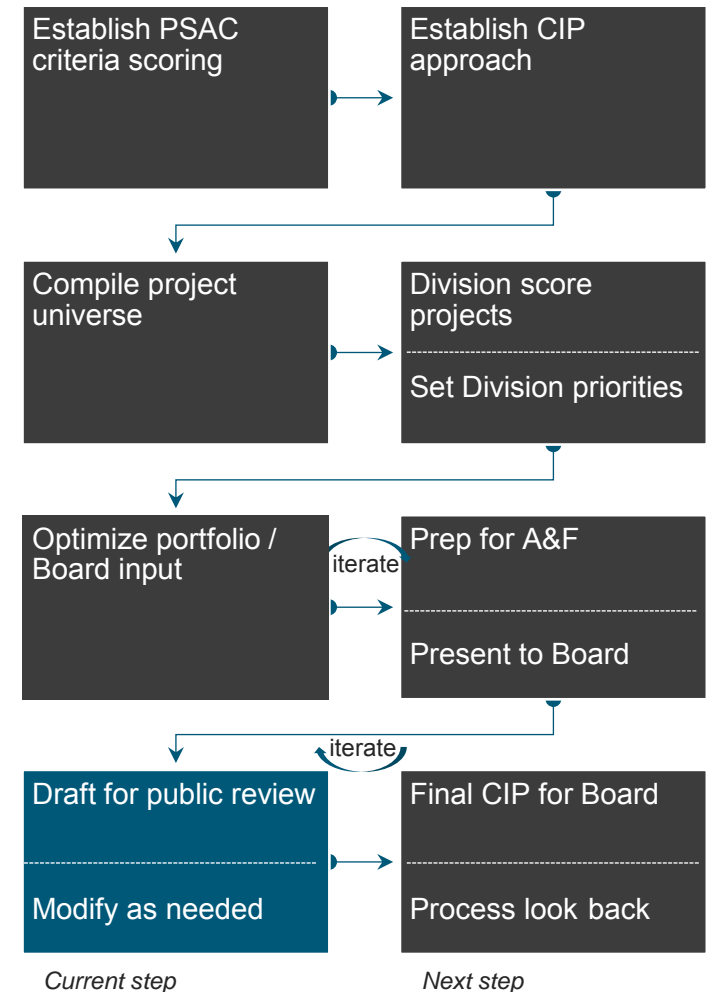 Establish PSAC
criteria scoring
Establish CIP
approach
Compile project
universe
Division score
projects
Set Division priorities
Optimize portfolio /
Board input
iterate
Prep for A&F
Present to Board
iterate
Draft for public review
Modify as needed
Final CIP for Board
Process look back
Current step
Next step